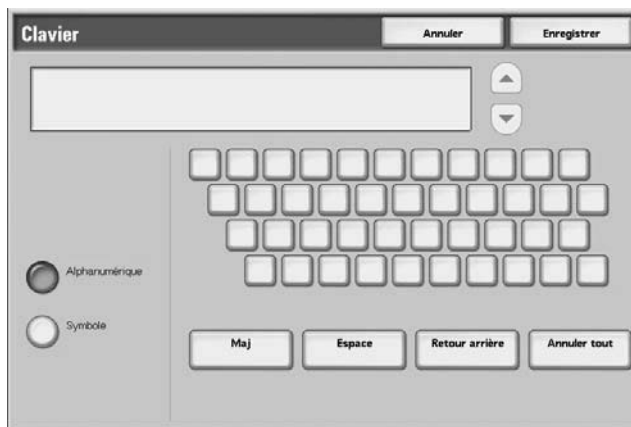 Clavier
Annuler
Enregistrer
Alphanumérique
Symbole
Maj
Espace
Retour arrière
Annuler tout